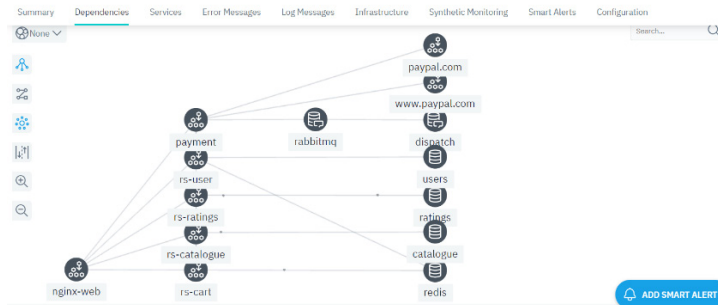 Summary Dependencies Services Error Messages Log Messages Infrastructure Synthetic Monitoring Smart Alerts Configuration
None Search...
paypal.com
www.paypal.com
payment rabbitmq dispatch
rs-user users
rs-ratings ratings
rs-catalogue catalogue
nginx-web rs-cart redis
ADD SMART ALERT